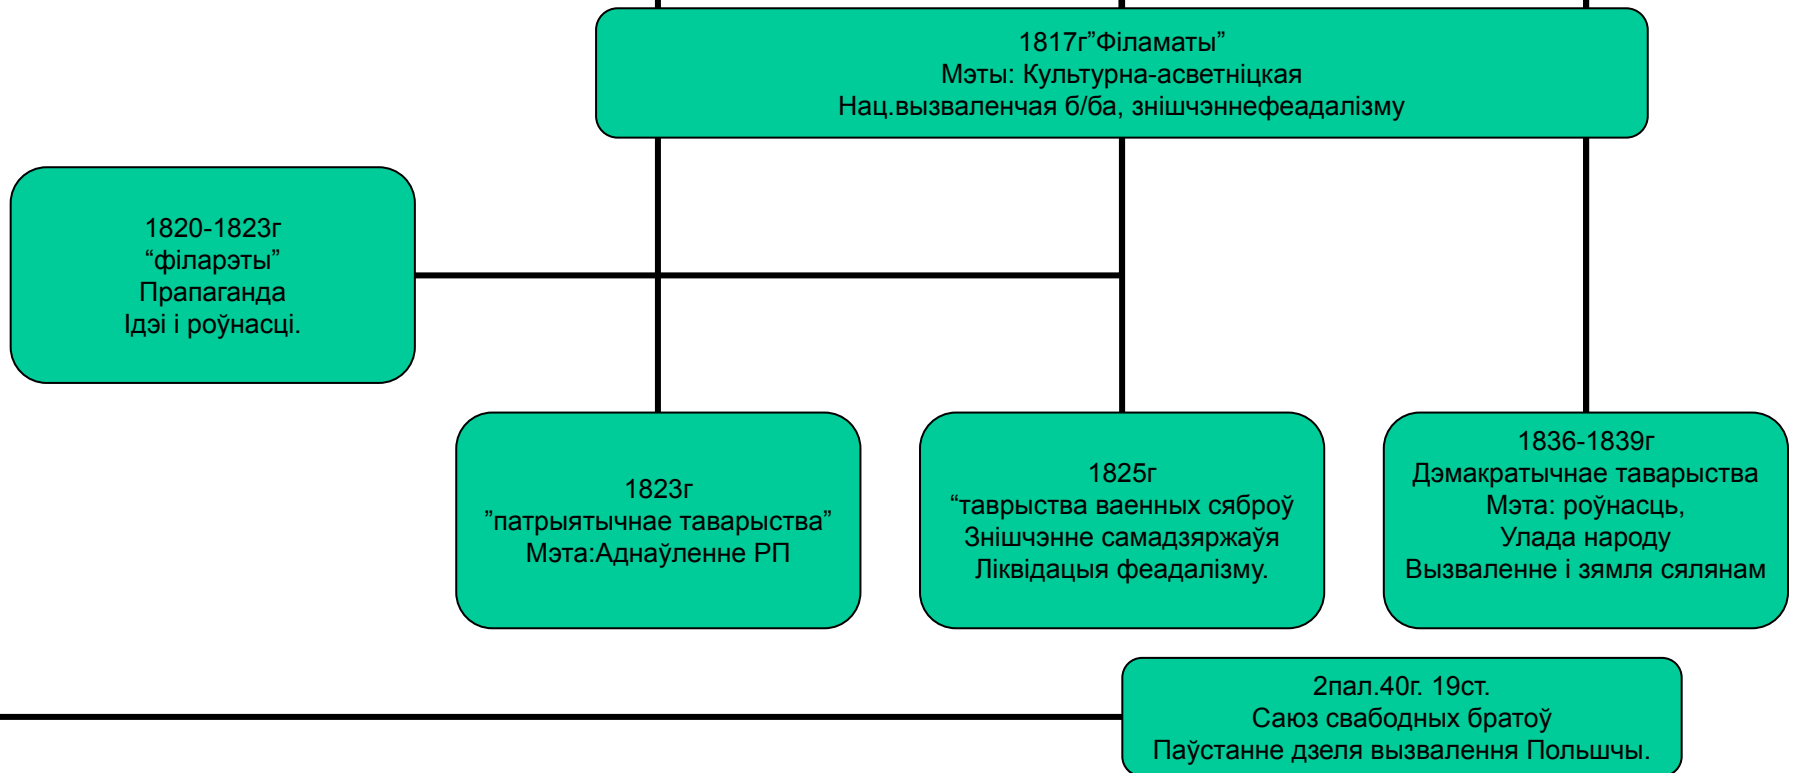 1817г”Філаматы”
Мэты: Культурна-асветніцкая
Нац.вызваленчая б/ба, знішчэннефеадалізму
1820-1823г
“філарэты”
Прапаганда
Ідэі і роўнасці.
1823г
”патрыятычнае таварыства”
Мэта:Аднаўленне РП
1825г
“таврыства ваенных сяброў
Знішчэнне самадзяржаўя
Ліквідацыя феадалізму.
1836-1839г
Дэмакратычнае таварыства
Мэта: роўнасць,
Улада народу
Вызваленне і зямля сялянам
2пал.40г. 19ст.
Саюз свабодных братоў
Паўстанне дзеля вызвалення Польшчы.